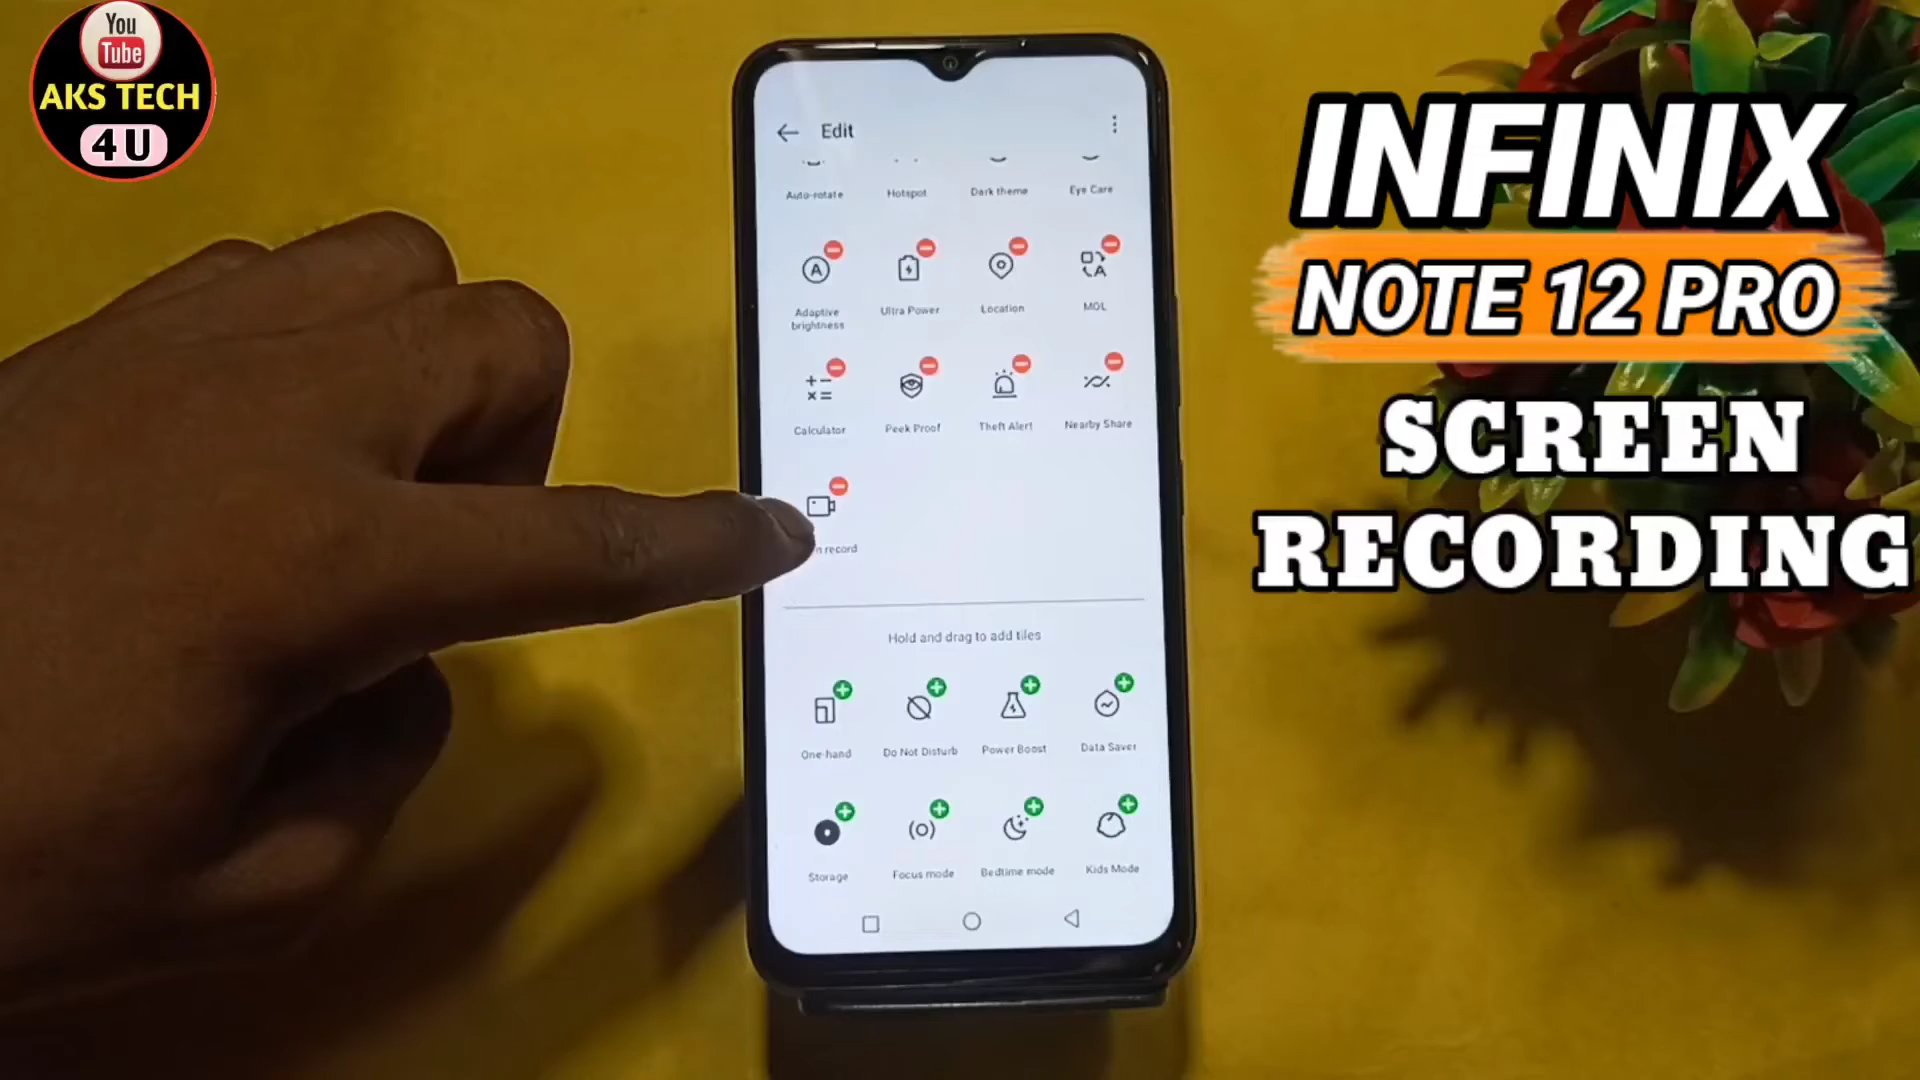 You
Tube
AKS TECH
4U
INFINIX
NOTE 12 PRO
SCREEN
RECORDING
Edit
Auto-rotate Hotspot Dark theme Eye Care
Adaptive brightness Ultra Power Location MOL
Calculator Peek Proof Theft Alert Nearby Share
n record
Hold and drag to add tiles
One-hand Do Not Disturb Power Boost Data Saver
Storage Focus mode Bedtime mode Kids Mode